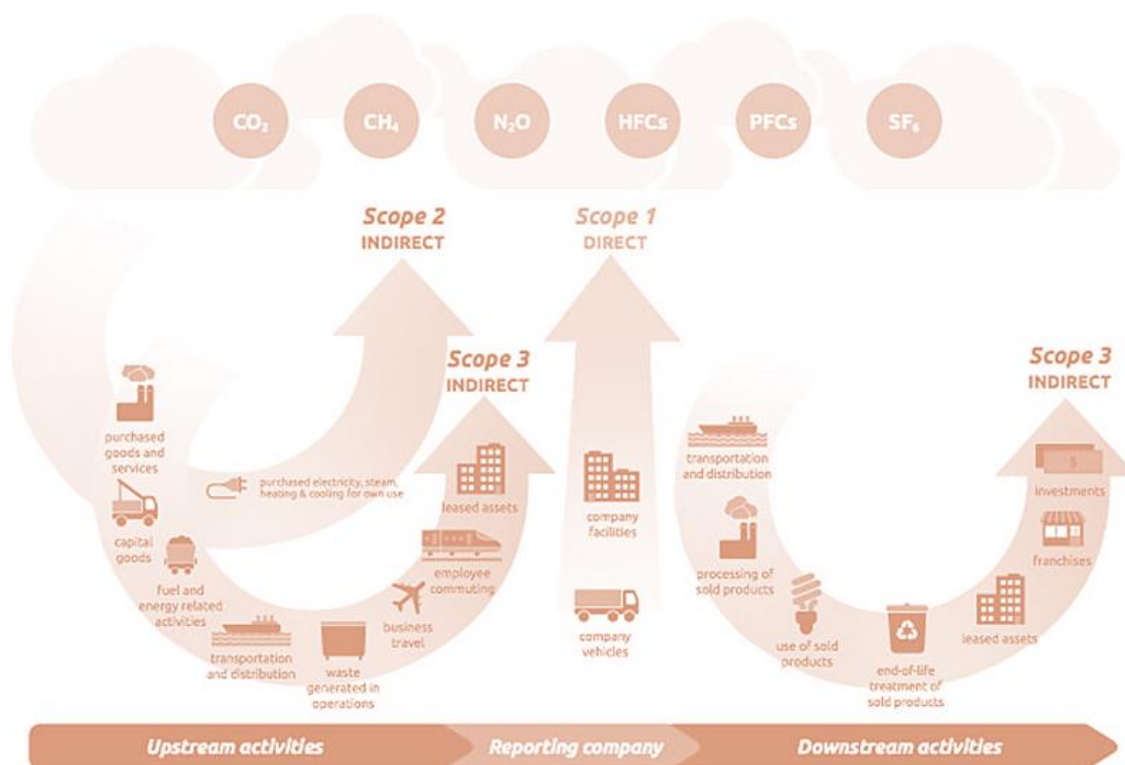 CO₂ CH₄ N₂O HFCs PFCs SF₆
Scope 2
INDIRECT
Scope 1
DIRECT
Scope 3
INDIRECT
Scope 3
INDIRECT
purchased
goods and
services
purchased electricity, steam,
heating & cooling for own use
capital
goods
fuel and
energy related
activities
transportation
and distribution
waste
generated in
operations
business
travel
employee
commuting
leased assets
company
facilities
company
vehicles
transportation
and distribution
processing of
sold products
use of sold
products
end-of-life
treatment of
sold products
leased assets
franchises
$
investments
Upstream activities
Reporting company
Downstream activities